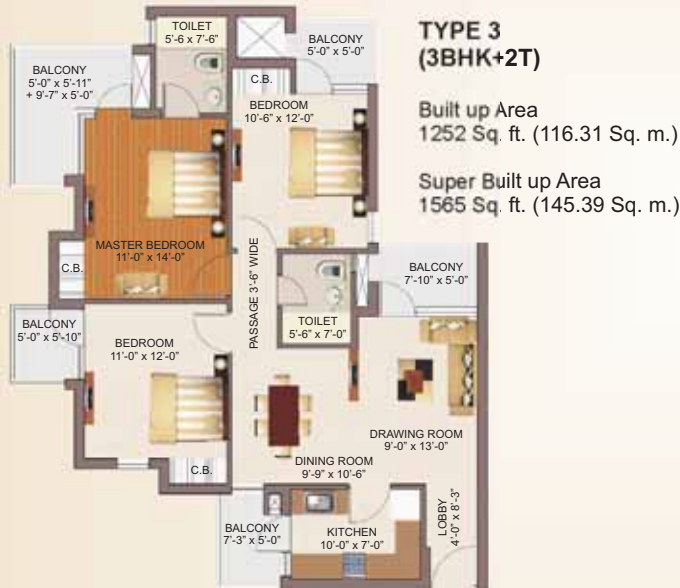 TYPE 3
(3BHK+2T)
Built up Area
1252 Sq. ft. (116.31 Sq. m.)
Super Built up Area
1565 Sq. ft. (145.39 Sq. m.)
TOILET
5'-6 x 7'-6"
BALCONY
5'-0" x 5'-0"
BALCONY
5'-0" x 5'-11"
+ 9'-7" x 5'-0"
C.B.
BEDROOM
10'-6" x 12'-0"
MASTER BEDROOM
11'-0" x 14'-0"
C.B.
PASSAGE 3'-6" WIDE
BALCONY
7'-10" x 5'-0"
TOILET
5'-6" x 7'-0"
BALCONY
5'-0" x 5'-10"
BEDROOM
11'-0" x 12'-0"
DRAWING ROOM
9'-0" x 13'-0"
DINING ROOM
9'-9" x 10'-6"
C.B.
LOBBY
4'-0" x 8'-3"
BALCONY
7'-3" x 5'-0"
KITCHEN
10'-0" x 7'-0"